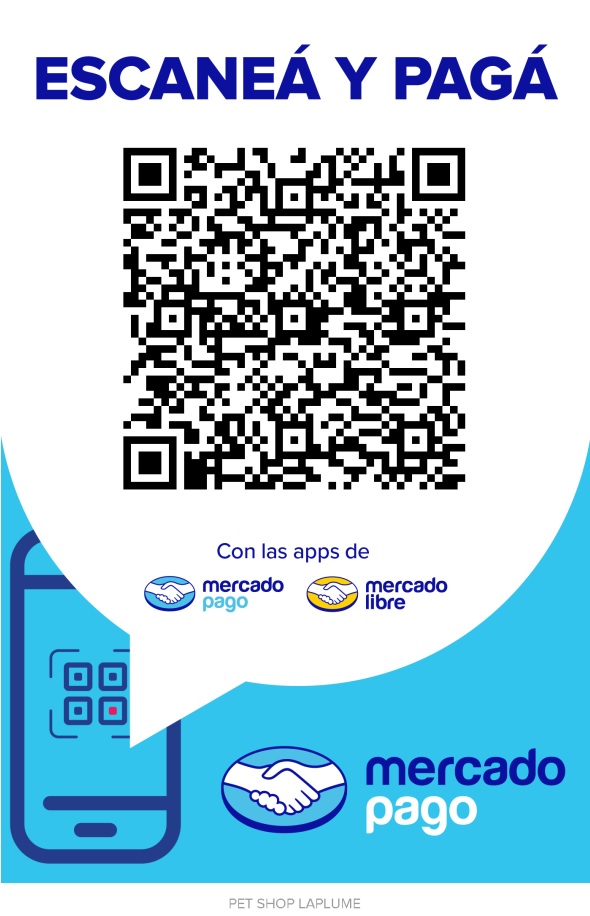 ESCANEÁ Y PAGÁ
Con las apps de
mercado pago
mercado libre
mercado
pago
PET SHOP LAPLUME